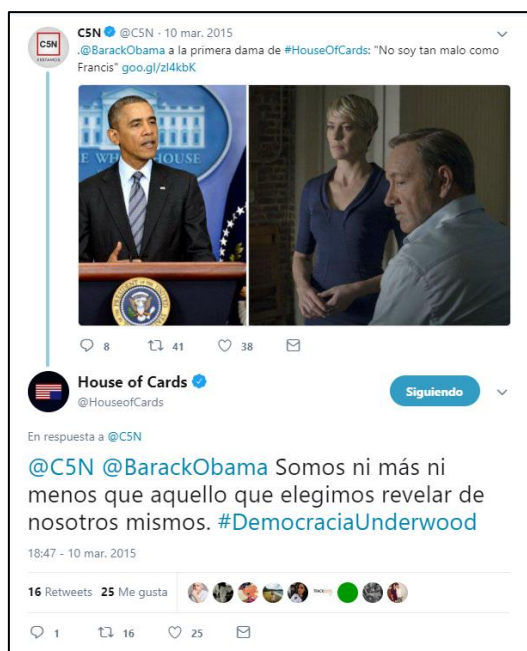 C5N @C5N · 10 mar. 2015
.@BarackObama a la primera dama de #HouseOfCards: "No soy tan malo como
Francis" goo.gl/zl4kbK
C5N
THE WHITE HOUSE
8 41 38
House of Cards
@HouseofCards
Siguiendo
En respuesta a @C5N
@C5N @BarackObama Somos ni más ni
menos que aquello que elegimos revelar de
nosotros mismos. #DemocraciaUnderwood
18:47 - 10 mar. 2015
16 Retweets 25 Me gusta
1 16 25